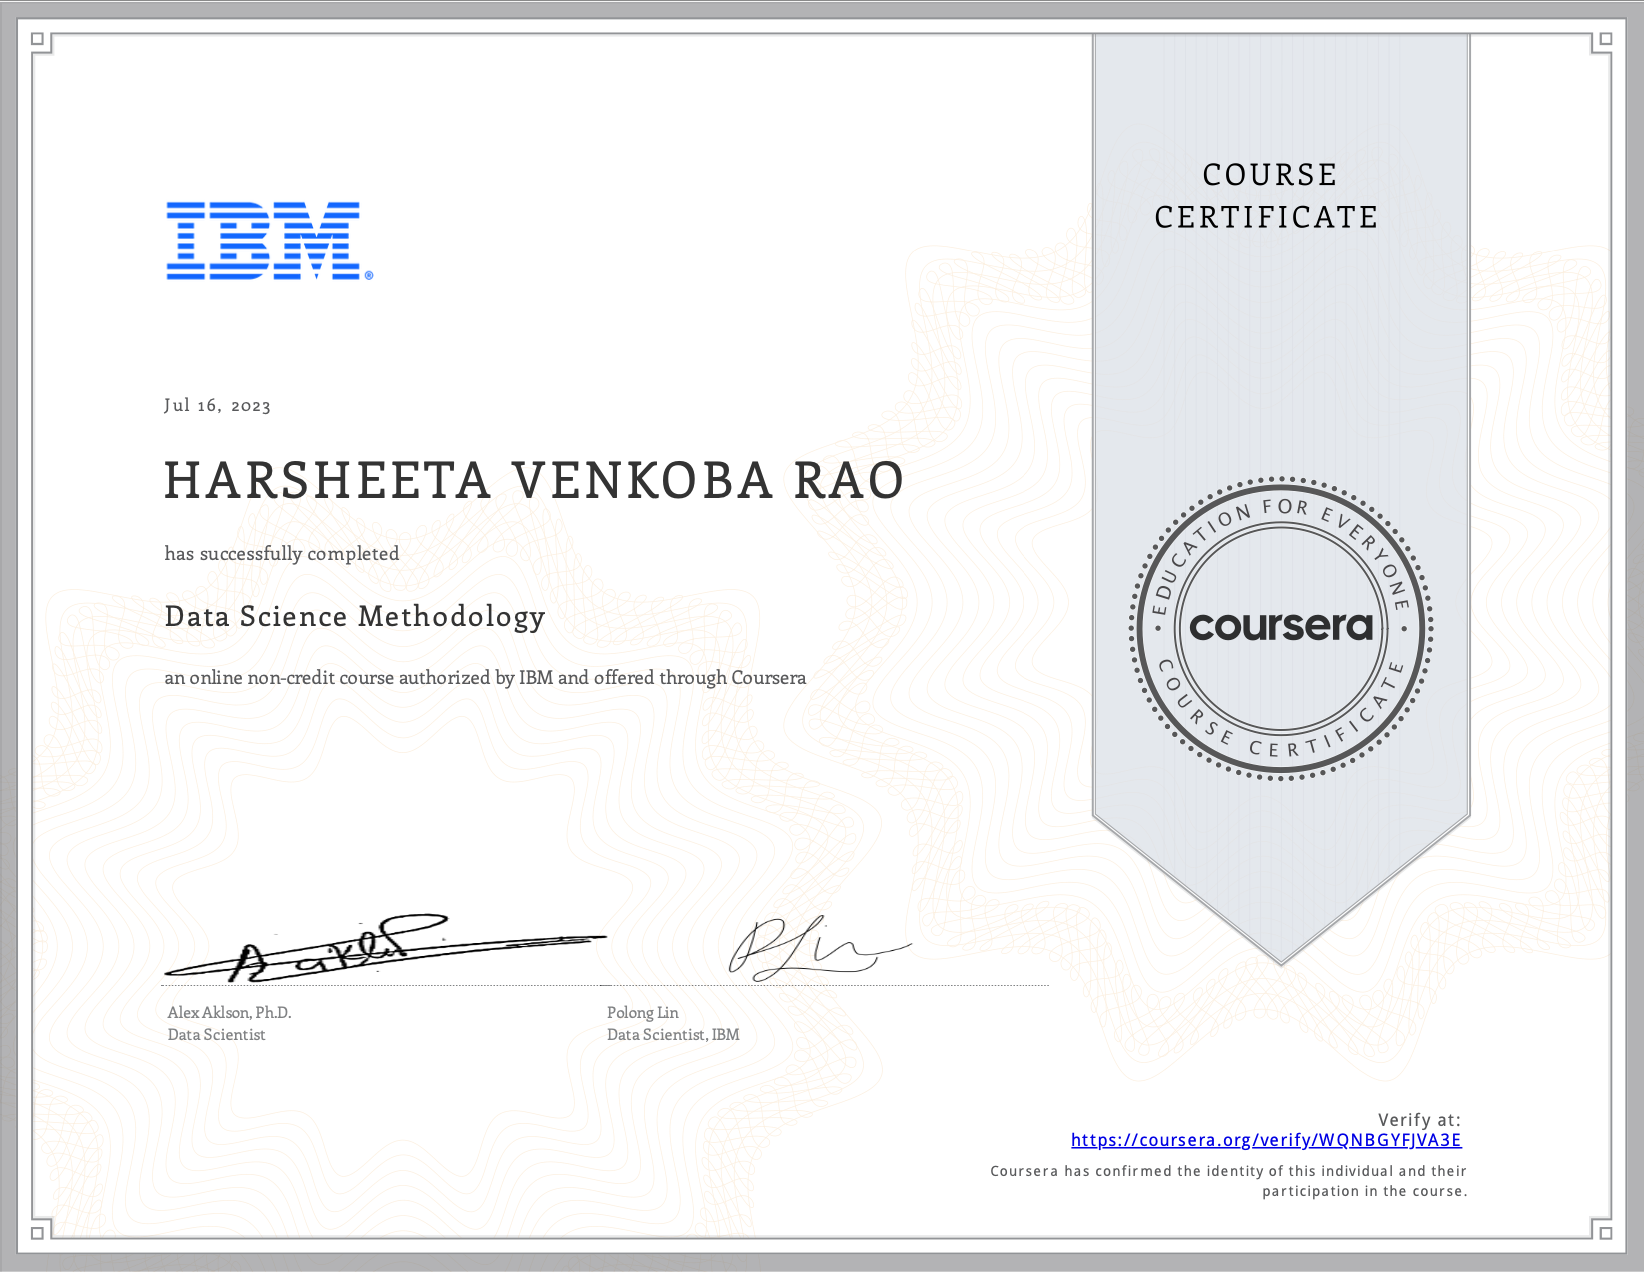 IBM®
COURSE
CERTIFICATE
Jul 16, 2023
HARSHEETA VENKOBA RAO
has successfully completed
Data Science Methodology
an online non-credit course authorized by IBM and offered through Coursera
EDUCATION FOR EVERYONE
coursera
COURSE CERTIFICATE
Alex Aklson, Ph.D.
Data Scientist
Polong Lin
Data Scientist, IBM
Verify at:
https://coursera.org/verify/WQNBGYFJVA3E
Coursera has confirmed the identity of this individual and their
participation in the course.